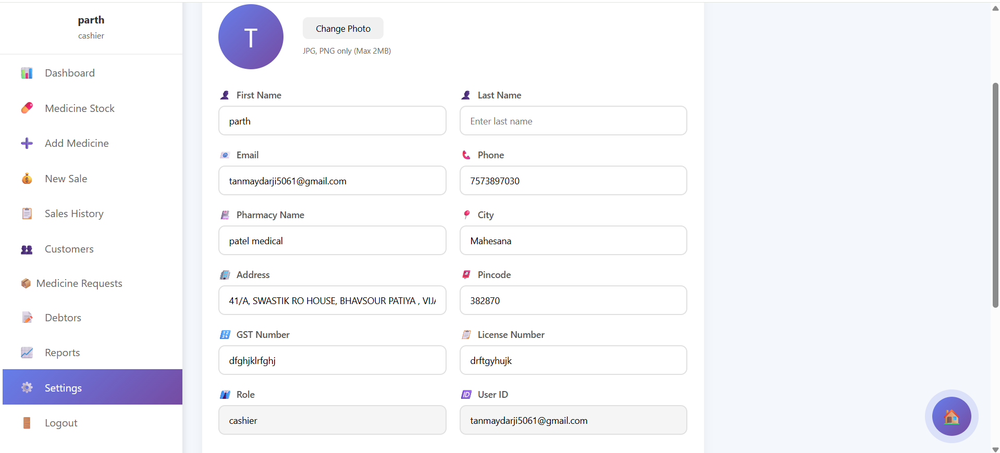 parth
cashier
Dashboard
Medicine Stock
Add Medicine
New Sale
Sales History
Customers
Medicine Requests
Debtors
Reports
Settings
Logout
T
Change Photo
JPG, PNG only (Max 2MB)
First Name
parth
Last Name
Enter last name
Email
tanmaydarji5061@gmail.com
Phone
7573897030
Pharmacy Name
patel medical
City
Mahesana
Address
41/A, SWASTIK RO HOUSE, BHAVSOUR PATIYA , VIJA
Pincode
382870
GST Number
dfghjklrfghj
License Number
drftgyhujk
Role
cashier
User ID
tanmaydarji5061@gmail.com